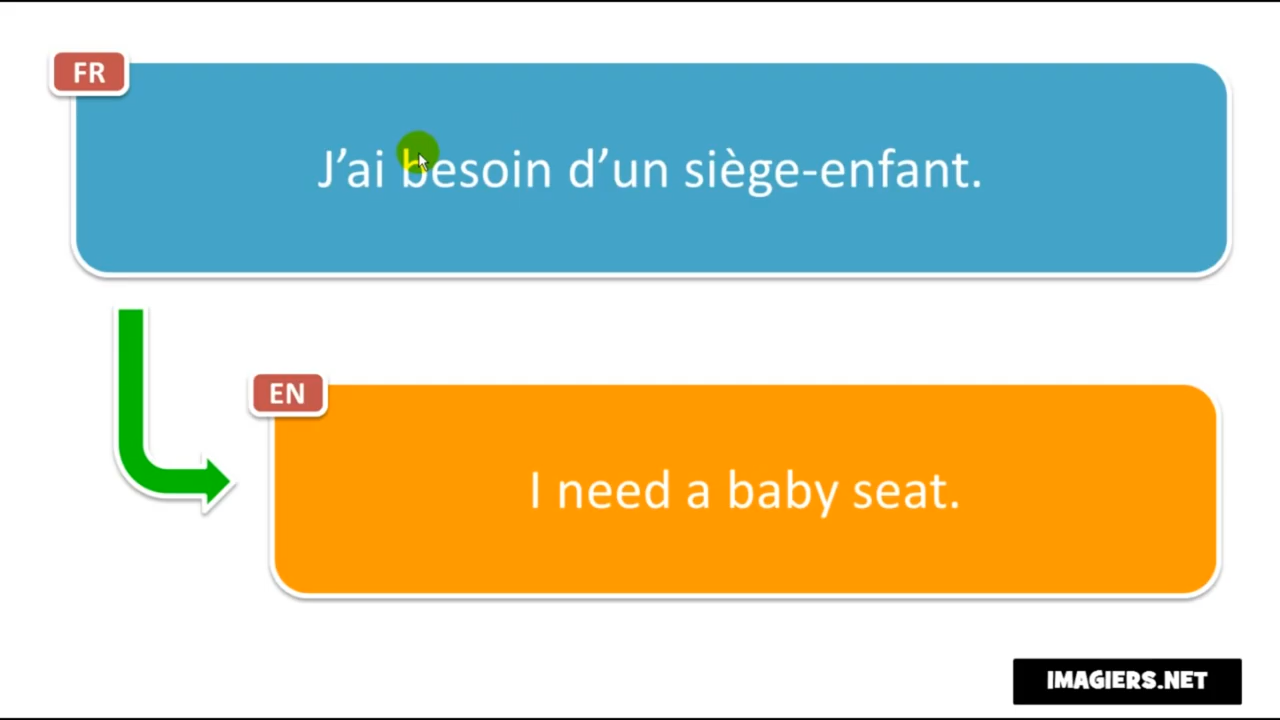 FR
J’ai besoin d’un siège-enfant.
EN
I need a baby seat.
IMAGIERS.NET